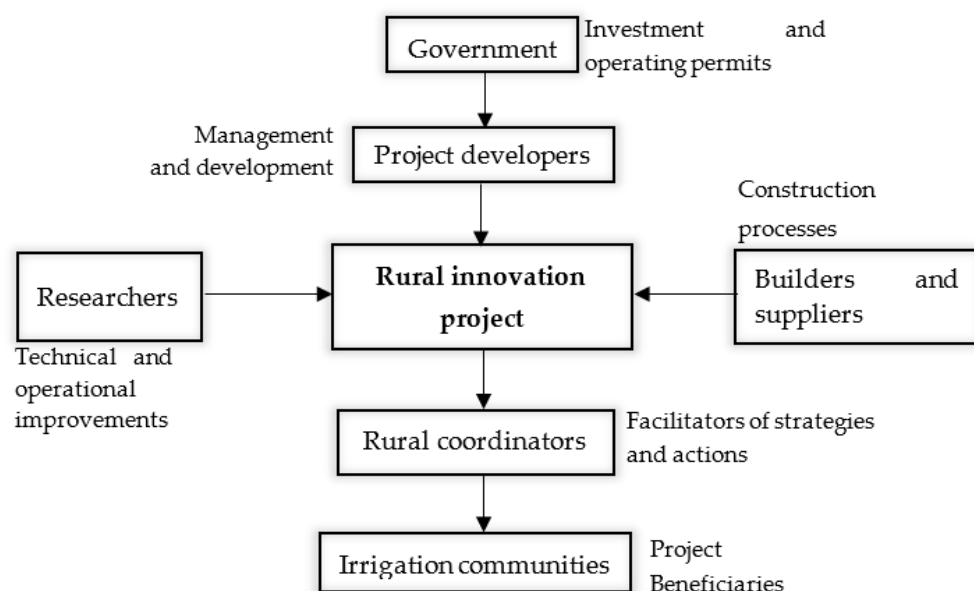 Government
Investment and
operating permits
Management
and development
Project developers
Construction
processes
Researchers
Rural innovation
project
Builders and
suppliers
Technical and
operational
improvements
Rural coordinators
Facilitators of strategies
and actions
Irrigation communities
Project
Beneficiaries